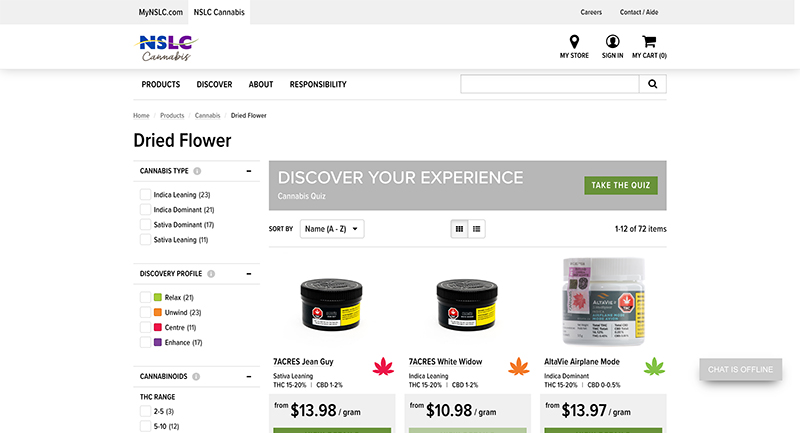 MyNSLC.com
NSLC Cannabis
Careers
Contact / Aide
NSLC
Cannabis
MY STORE
SIGN IN
MY CART (0)
PRODUCTS
DISCOVER
ABOUT
RESPONSIBILITY
Home / Products / Cannabis / Dried Flower
Dried Flower
CANNABIS TYPE
Indica Leaning (23)
Indica Dominant (21)
Sativa Dominant (17)
Sativa Leaning (11)
DISCOVERY PROFILE
Relax (21)
Unwind (23)
Centre (11)
Enhance (17)
CANNABINOIDS
THC RANGE
2-5 (3)
5-10 (12)
DISCOVER YOUR EXPERIENCE
Cannabis Quiz
TAKE THE QUIZ
SORT BY
Name (A - Z)
1-12 of 72 items
7ACRES Jean Guy
Sativa Leaning
THC 15-20% | CBD 1-2%
from $13.98 / gram
7ACRES White Widow
Indica Leaning
THC 15-20% | CBD 1-2%
from $10.98 / gram
ALTAVIE
AltaVie Airplane Mode
Indica Dominant
THC 15-20% | CBD 0-0.5%
from $13.97 / gram
CHAT IS OFFLINE